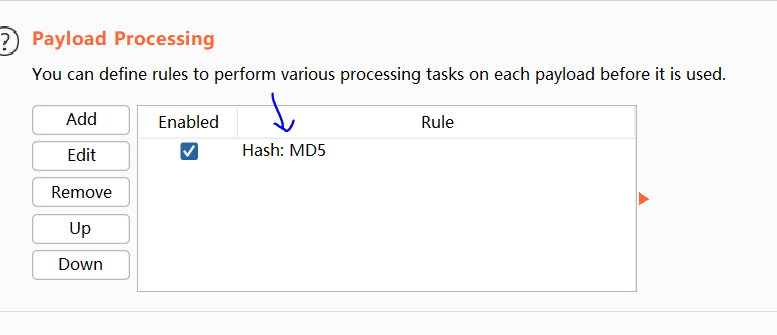 ?
Payload Processing
You can define rules to perform various processing tasks on each payload before it is used.
Add
Enabled
Rule
Edit
Hash: MD5
Remove
Up
Down